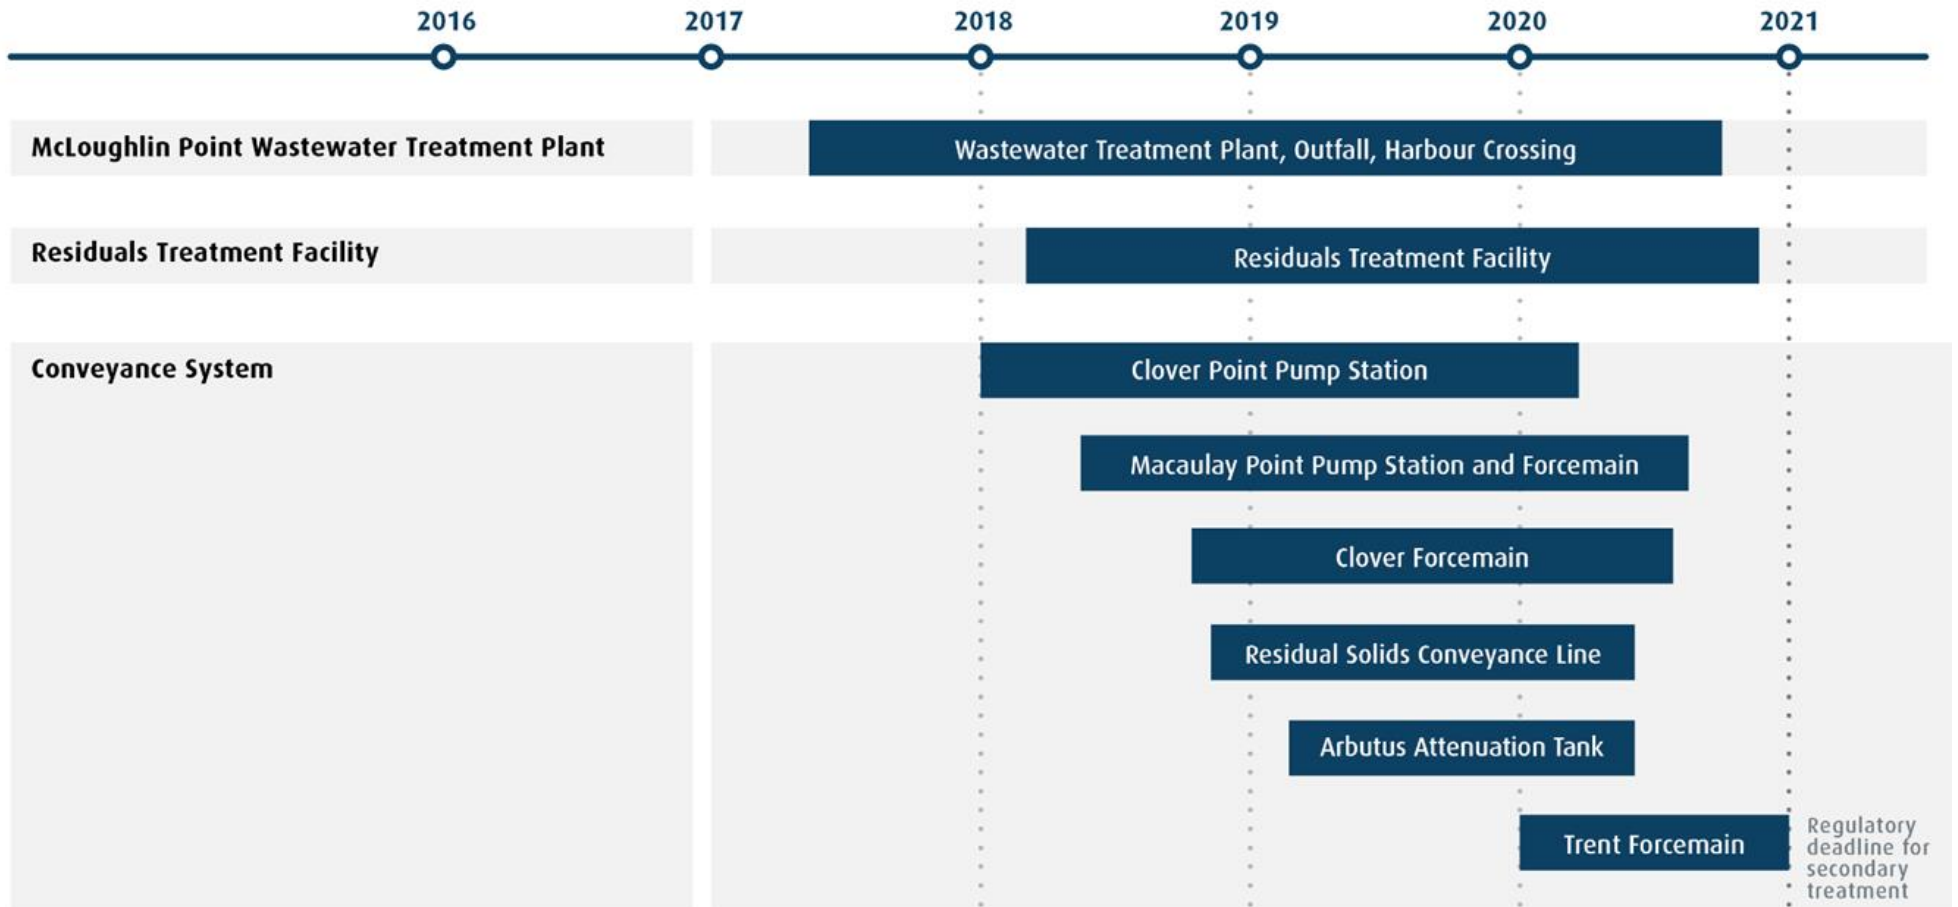 2016 2017 2018 2019 2020 2021
McLoughlin Point Wastewater Treatment Plant
Wastewater Treatment Plant, Outfall, Harbour Crossing
Residuals Treatment Facility
Residuals Treatment Facility
Conveyance System
Clover Point Pump Station
Macaulay Point Pump Station and Forcemain
Clover Forcemain
Residual Solids Conveyance Line
Arbutus Attenuation Tank
Trent Forcemain
Regulatory
deadline for
secondary
treatment